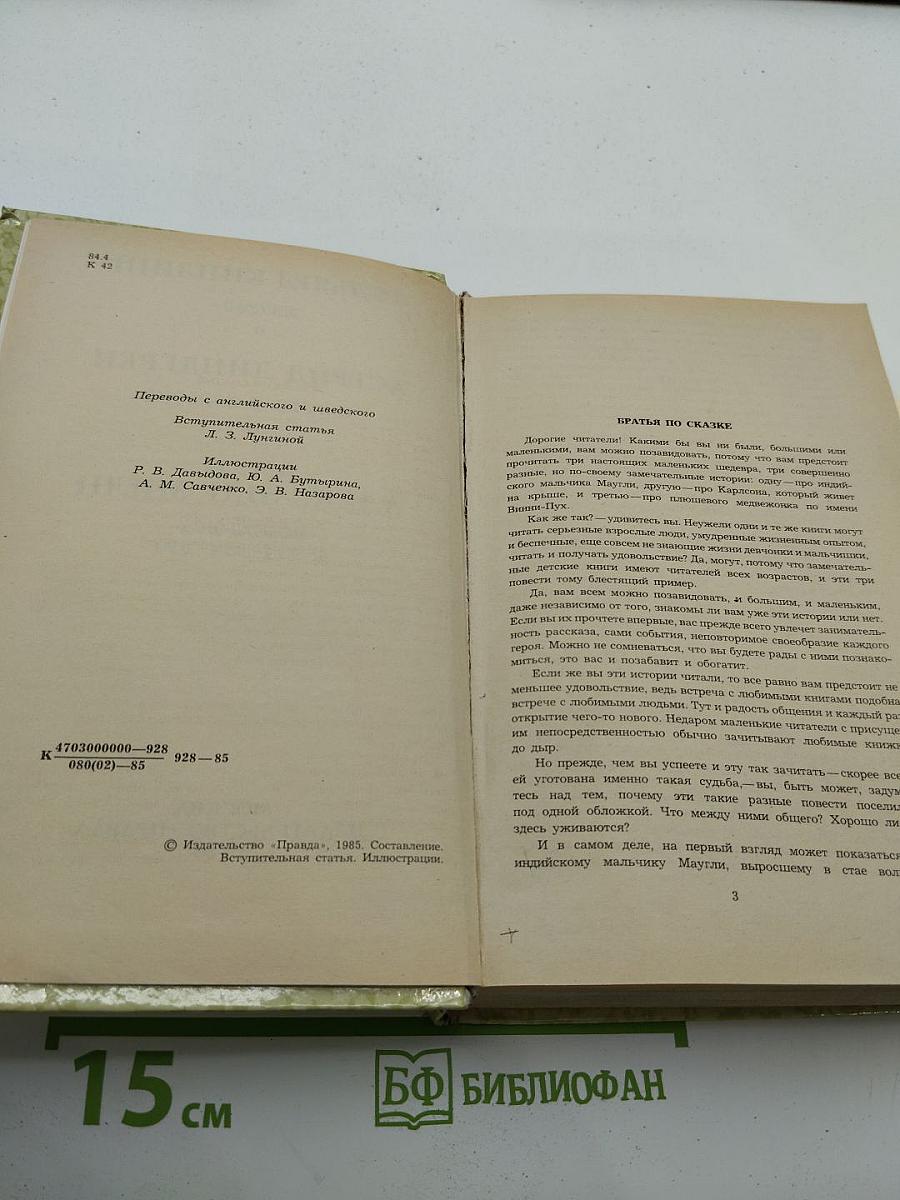 84.4
К 42
Переводы с английского и шведского
Вступительная статья
Л. З. Лунгиной
Иллюстрации
Р. В. Давыдова, Ю. А. Бутырина,
А. М. Савченко, Э. В. Назарова
К 4703000000—928
080(02)—85
928—85
© Издательство «Правда», 1985. Составление.
Вступительная статья. Иллюстрации.
БРАТЬЯ ПО СКАЗКЕ
Дорогие читатели! Какими бы вы ни были, большими или
маленькими, вам можно позавидовать, потому что вам предстоит
прочитать три настоящих маленьких шедевра, три совершенно
разные, но по-своему замечательные истории: одну—про индий-
ского мальчика Маугли, другую—про Карлсона, который живет
на крыше, и третью—про плюшевого медвежонка по имени
Винни-Пух.
Как же так?—удивитесь вы. Неужели одни и те же книги могут
читать серьезные взрослые люди, умудренные жизненным опытом,
и беспечные, еще совсем не знающие жизни девчонки и мальчишки,
читать и получать удовольствие? Да, могут, потому что замечатель-
ные детские книги имеют читателей всех возрастов, и эти три
повести тому блестящий пример.
Да, вам всем можно позавидовать, и большим, и маленьким,
даже независимо от того, знакомы ли вам уже эти истории или нет.
Если вы их прочтете впервые, вас прежде всего увлечет заниматель-
ность рассказа, сами события, неповторимое своеобразие каждого
героя. Можно не сомневаться, что вы будете рады с ними познако-
миться, это вас и позабавит и обогатит.
Если же вы эти истории читали, то все равно вам предстоит не
меньшее удовольствие, ведь встреча с любимыми книгами подобна
встрече с любимыми людьми. Тут и радость общения и каждый раз
открытие чего-то нового. Недаром маленькие читатели с присуще
им непосредственностью обычно зачитывают любимые книжк
до дыр.
Но прежде, чем вы успеете и эту так зачитать—скорее все
ей уготована именно такая судьба,—вы, быть может, задум
тесь над тем, почему эти такие разные повести поселил
под одной обложкой. Что между ними общего? Хорошо ли
здесь уживаются?
И в самом деле, на первый взгляд может показаться
индийскому мальчику Маугли, выросшему в стае вол
3
15 см
БФ БИБЛИОФАН